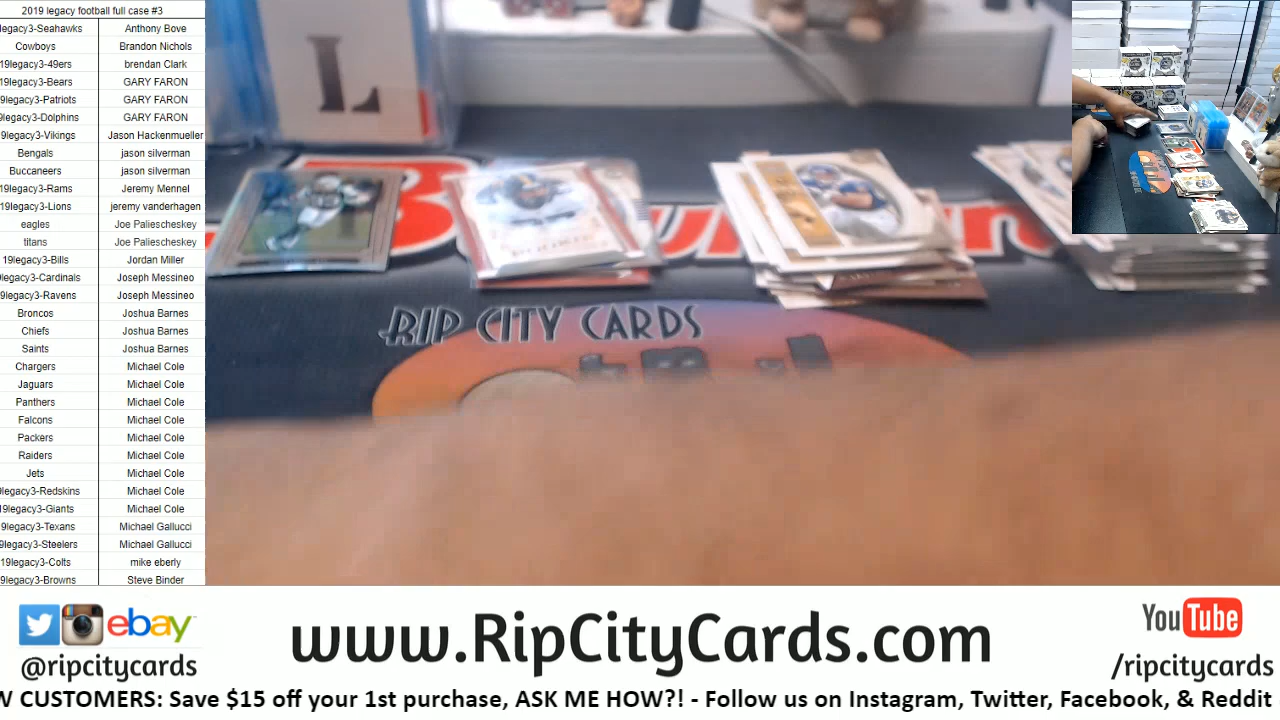 2019 legacy football full case #3
legacy3-Seahawks Anthony Bove
Cowboys Brandon Nichols
19legacy3-49ers brendan Clark
9legacy3-Bears GARY FARON
9legacy3-Patriots GARY FARON
9legacy3-Dolphins GARY FARON
9legacy3-Vikings Jason Hackenmueller
Bengals jason silverman
Buccaneers jason silverman
9legacy3-Rams Jeremy Mennel
19legacy3-Lions jeremy vanderhagen
eagles Joe Paliescheskey
titans Joe Paliescheskey
19legacy3-Bills Jordan Miller
9legacy3-Cardinals Joseph Messineo
9legacy3-Ravens Joseph Messineo
Broncos Joshua Barnes
Chiefs Joshua Barnes
Saints Joshua Barnes
Chargers Michael Cole
Jaguars Michael Cole
Panthers Michael Cole
Falcons Michael Cole
Packers Michael Cole
Raiders Michael Cole
Jets Michael Cole
9legacy3-Redskins Michael Cole
19legacy3-Giants Michael Cole
9legacy3-Texans Michael Gallucci
9legacy3-Steelers Michael Gallucci
19legacy3-Colts mike eberly
9legacy3-Browns Steve Binder
L
RIP CITY CARDS
ebay
@ripcitycards
www.RipCityCards.com
YouTube
/ripcitycards
W CUSTOMERS: Save $15 off your 1st purchase, ASK ME HOW?! - Follow us on Instagram, Twitter, Facebook, & Reddit